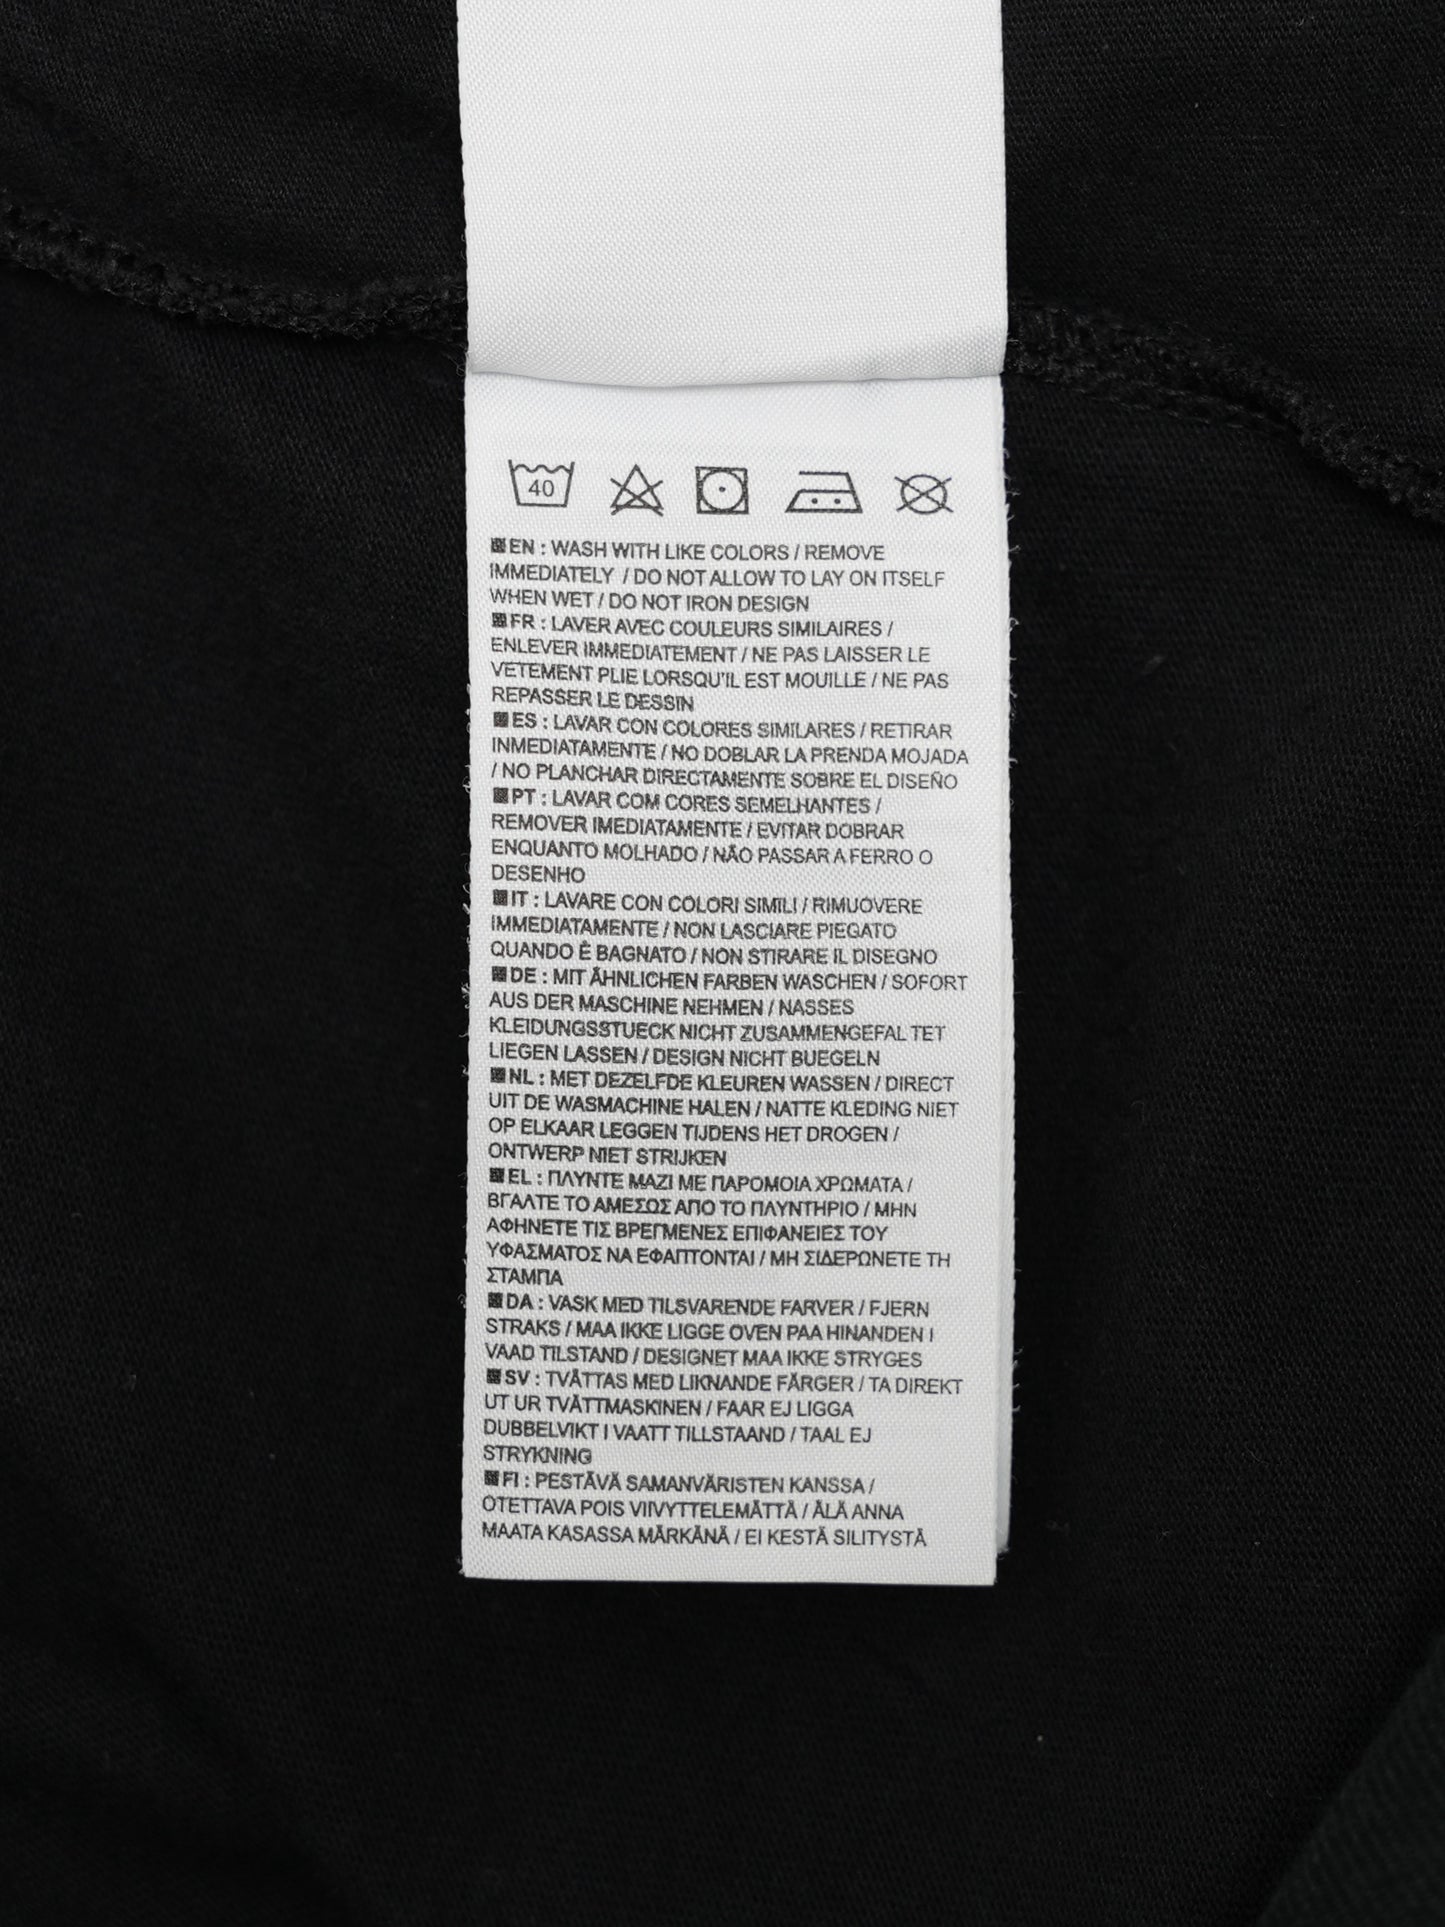 40
EN : WASH WITH LIKE COLORS / REMOVE
IMMEDIATELY / DO NOT ALLOW TO LAY ON ITSELF
WHEN WET / DO NOT IRON DESIGN
FR : LAVER AVEC COULEURS SIMILAIRES /
ENLEVER IMMEDIATEMENT / NE PAS LAISSER LE
VETEMENT PLIE LORSQU'IL EST MOUILLE / NE PAS
REPASSER LE DESSIN
ES : LAVAR CON COLORES SIMILARES / RETIRAR
INMEDIATAMENTE / NO DOBLAR LA PRENDA MOJADA
/ NO PLANCHAR DIRECTAMENTE SOBRE EL DISEÑO
PT : LAVAR COM CORES SEMELHANTES /
REMOVER IMEDIATAMENTE / EVITAR DOBRAR
ENQUANTO MOLHADO / NÃO PASSAR A FERRO O
DESENHO
IT : LAVARE CON COLORI SIMILI / RIMUOVERE
IMMEDIATAMENTE / NON LASCIARE PIEGATO
QUANDO È BAGNATO / NON STIRARE IL DISEGNO
DE : MIT ÄHNLICHEN FARBEN WASCHEN / SOFORT
AUS DER MASCHINE NEHMEN / NASSES
KLEIDUNGSSTUECK NICHT ZUSAMMENGEFAL TET
LIEGEN LASSEN / DESIGN NICHT BUEGELN
NL : MET DEZELFDE KLEUREN WASSEN / DIRECT
UIT DE WASMACHINE HALEN / NATTE KLEDING NIET
OP ELKAAR LEGGEN TIJDENS HET DROGEN /
ONTWERP NIET STRIJKEN
EL : ΠΛΥΝΤΕ ΜΑΖΙ ΜΕ ΠΑΡΟΜΟΙΑ ΧΡΩΜΑΤΑ /
ΒΓΑΛΤΕ ΤΟ ΑΜΕΣΩΣ ΑΠΟ ΤΟ ΠΛΥΝΤΗΡΙΟ / ΜΗΝ
ΑΦΗΝΕΤΕ ΤΙΣ ΒΡΕΓΜΕΝΕΣ ΕΠΙΦΑΝΕΙΕΣ ΤΟΥ
ΥΦΑΣΜΑΤΟΣ ΝΑ ΕΦΑΠΤΟΝΤΑΙ / ΜΗ ΣΙΔΕΡΩΝΕΤΕ ΤΗ
ΣΤΑΜΠΑ
DA : VASK MED TILSVARENDE FARVER / FJERN
STRAKS / MAA IKKE LIGGE OVEN PAA HINANDEN I
VAAD TILSTAND / DESIGNET MAA IKKE STRYGES
SV : TVÄTTAS MED LIKNANDE FÄRGER / TA DIREKT
UT UR TVÄTTMASKINEN / FAAR EJ LIGGA
DUBBELVIKT I VAATT TILLSTAAND / TAAL EJ
STRYKNING
FI : PESTÄVÄ SAMANVÄRISTEN KANSSA /
OTETTAVA POIS VIIVYTTELEMÄTTÄ / ÄLÄ ANNA
MAATA KASASSA MÄRKÄNÄ / EI KESTÄ SILITYSTÄ